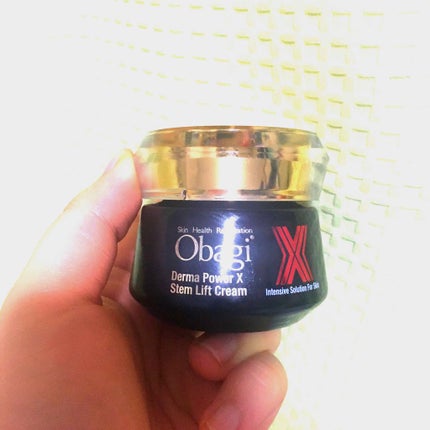 Skin Health Restoration
Obagi®
Derma Power X
Stem Lift Cream
X
Intensive Solution For Skin